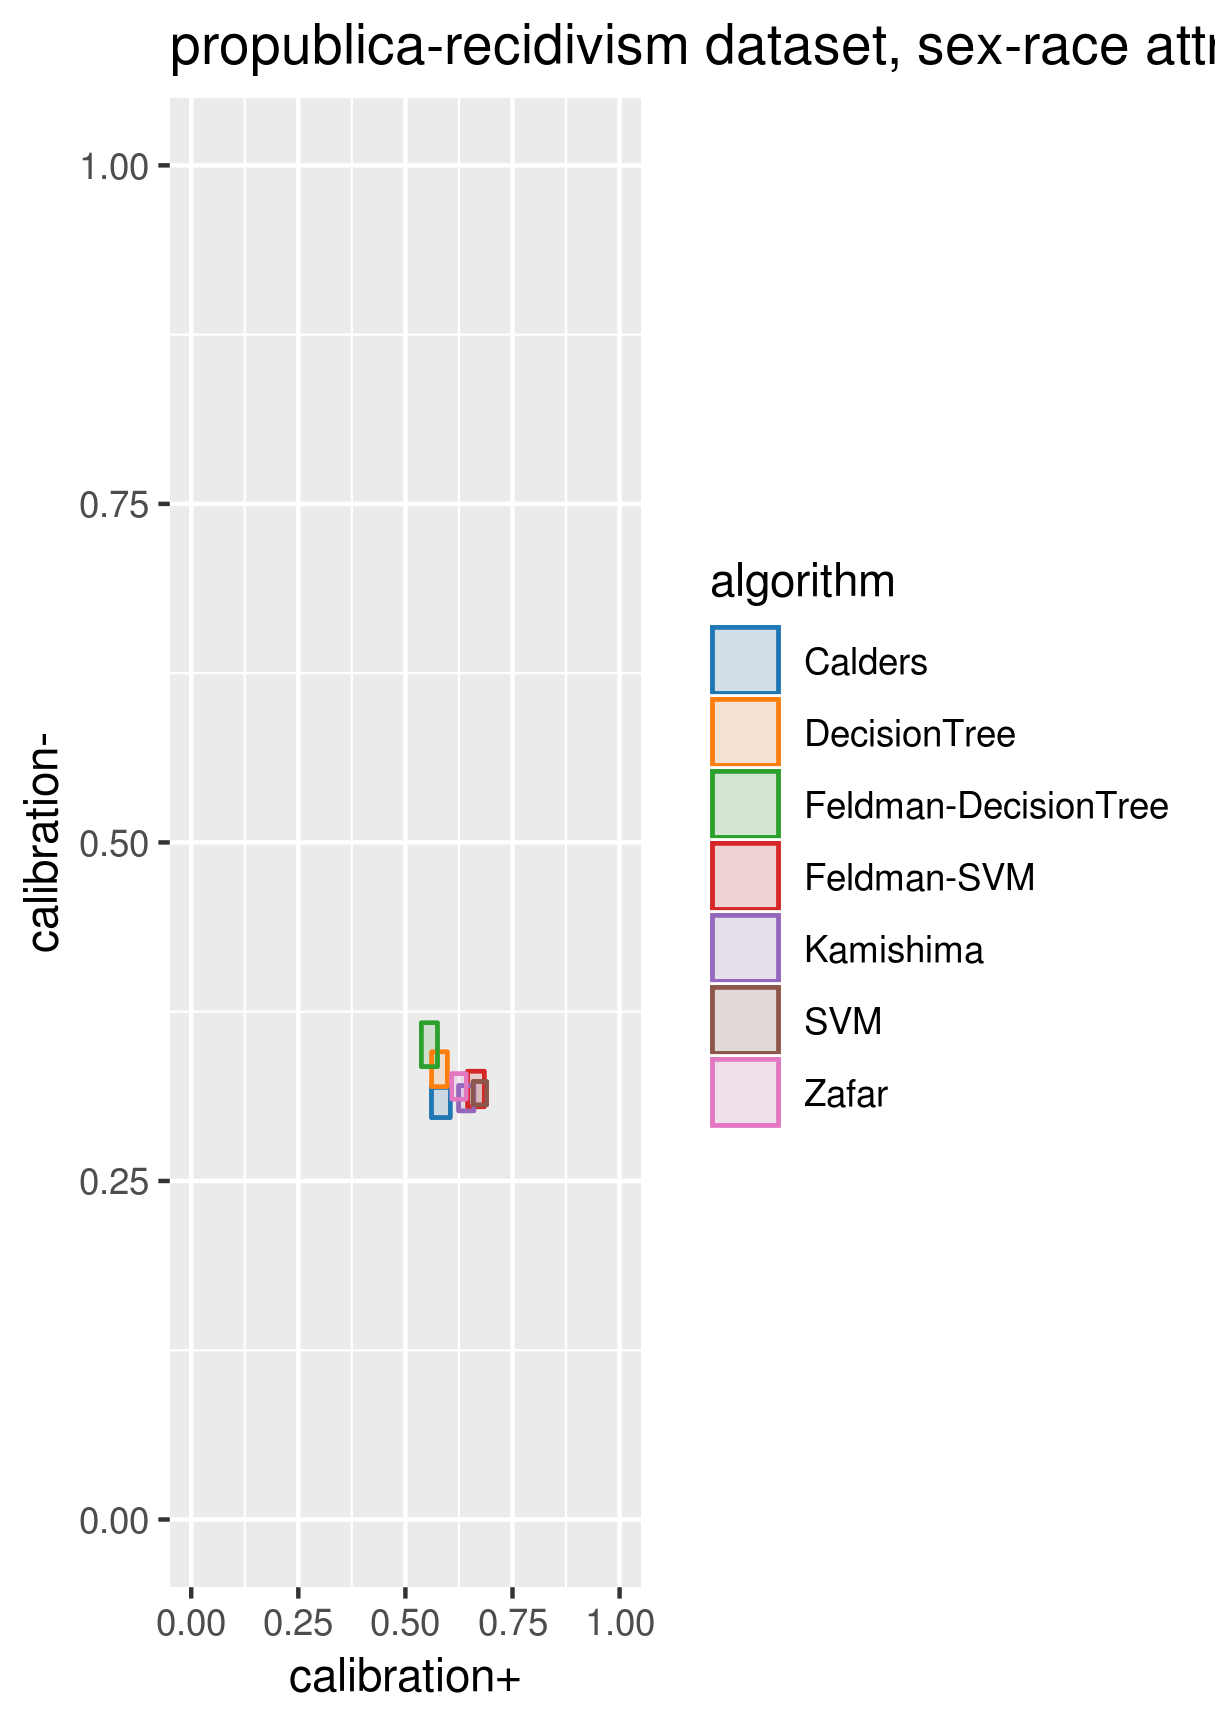 propublica-recidivism dataset, sex-race
1.00
0.75
0.50
0.25
0.00
calibration-
0.00 0.25 0.50 0.75 1.00
calibration+
algorithm
Calders
DecisionTree
Feldman-DecisionTree
Feldman-SVM
Kamishima
SVM
Zafar